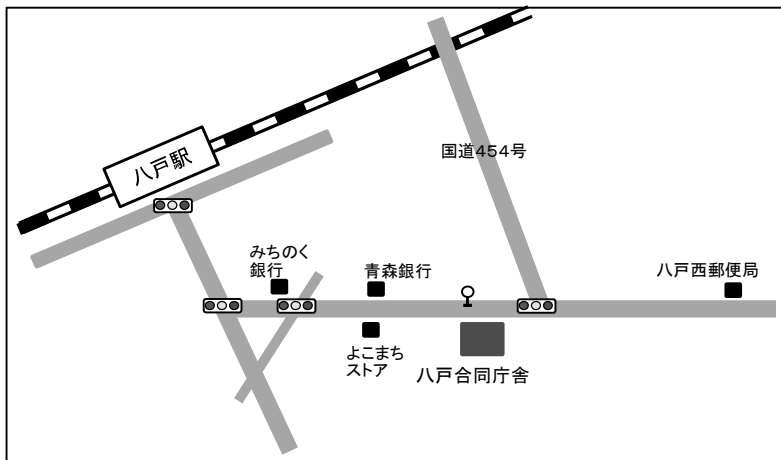 八戸駅
国道454号
みちのく
銀行
青森銀行
八戸西郵便局
よこまち
ストア
八戸合同庁舎